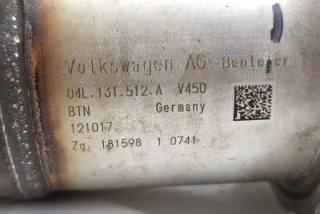 Volkswagen AG Benteler
04L.131.512.A V450
BTN Germany
121017
Zg. 181598 1 0741